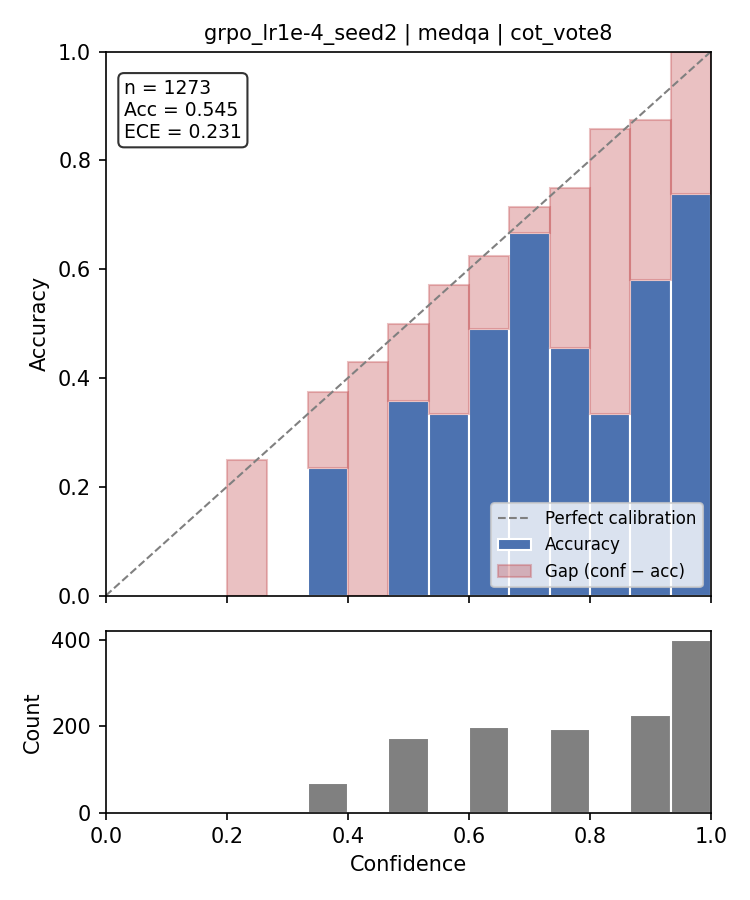 grpo_lr1e-4_seed2 | medqa | cot_vote8
n = 1273
Acc = 0.545
ECE = 0.231
1.0
0.8
0.6
0.4
0.2
0.0
Accuracy
Perfect calibration
Accuracy
Gap (conf − acc)
400
200
0
Count
0.0 0.2 0.4 0.6 0.8 1.0
Confidence